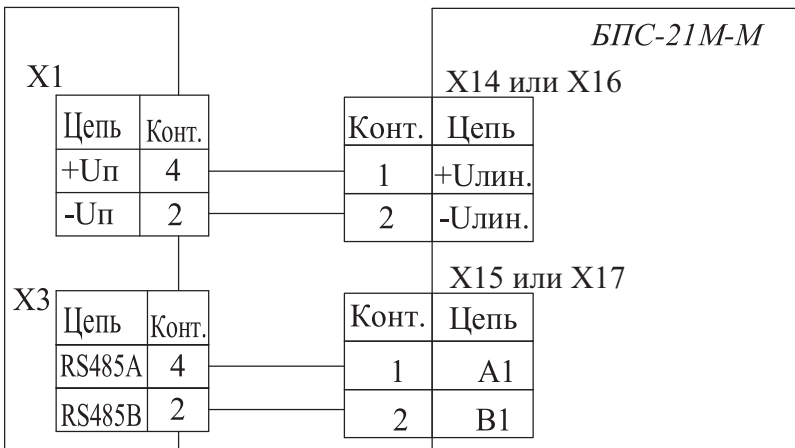 БПС-21М-М
X1
X14 или X16
Цепь Конт.
Конт. Цепь
+Uп 4
1 +Uлин.
-Uп 2
2 -Uлин.
X3
X15 или X17
Цепь Конт.
Конт. Цепь
RS485A 4
1 A1
RS485B 2
2 B1